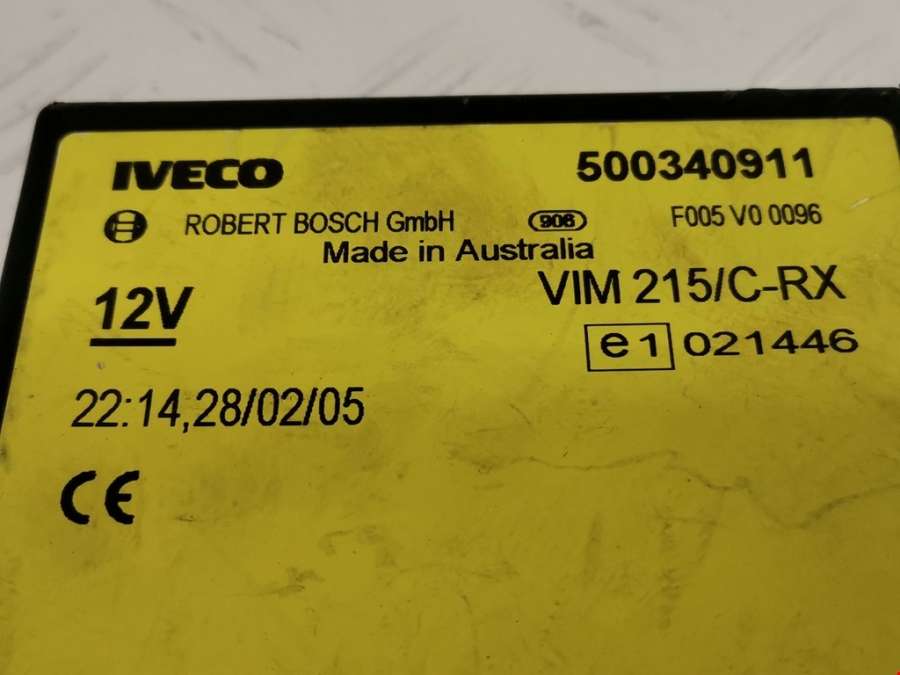 IVECO 500340911
ROBERT BOSCH GmbH 906 F005 V0 0096
Made in Australia
12V VIM 215/C-RX
e1 021446
22:14,28/02/05
CE